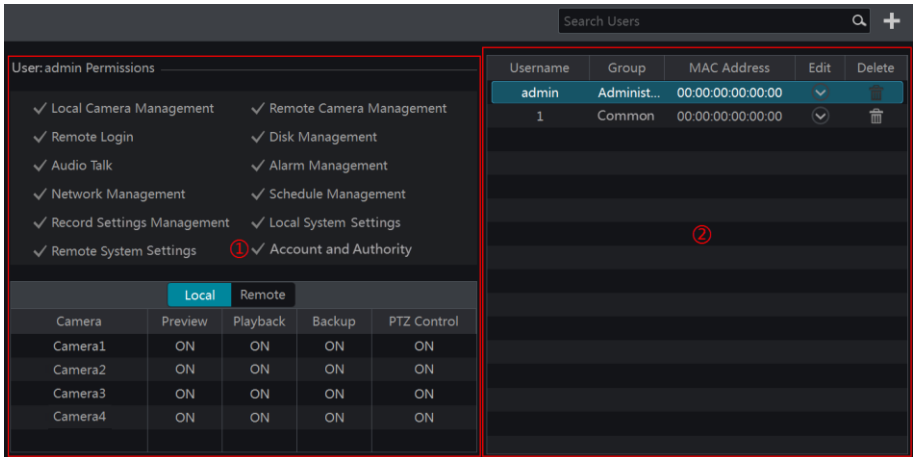 Search Users
User:admin Permissions
Local Camera Management Remote Camera Management
Remote Login Disk Management
Audio Talk Alarm Management
Network Management Schedule Management
Record Settings Management Local System Settings
Remote System Settings ① Account and Authority
Local Remote
Camera Preview Playback Backup PTZ Control
Camera1 ON ON ON ON
Camera2 ON ON ON ON
Camera3 ON ON ON ON
Camera4 ON ON ON ON
Username Group MAC Address Edit Delete
admin Administ... 00:00:00:00:00:00
1 Common 00:00:00:00:00:00
②